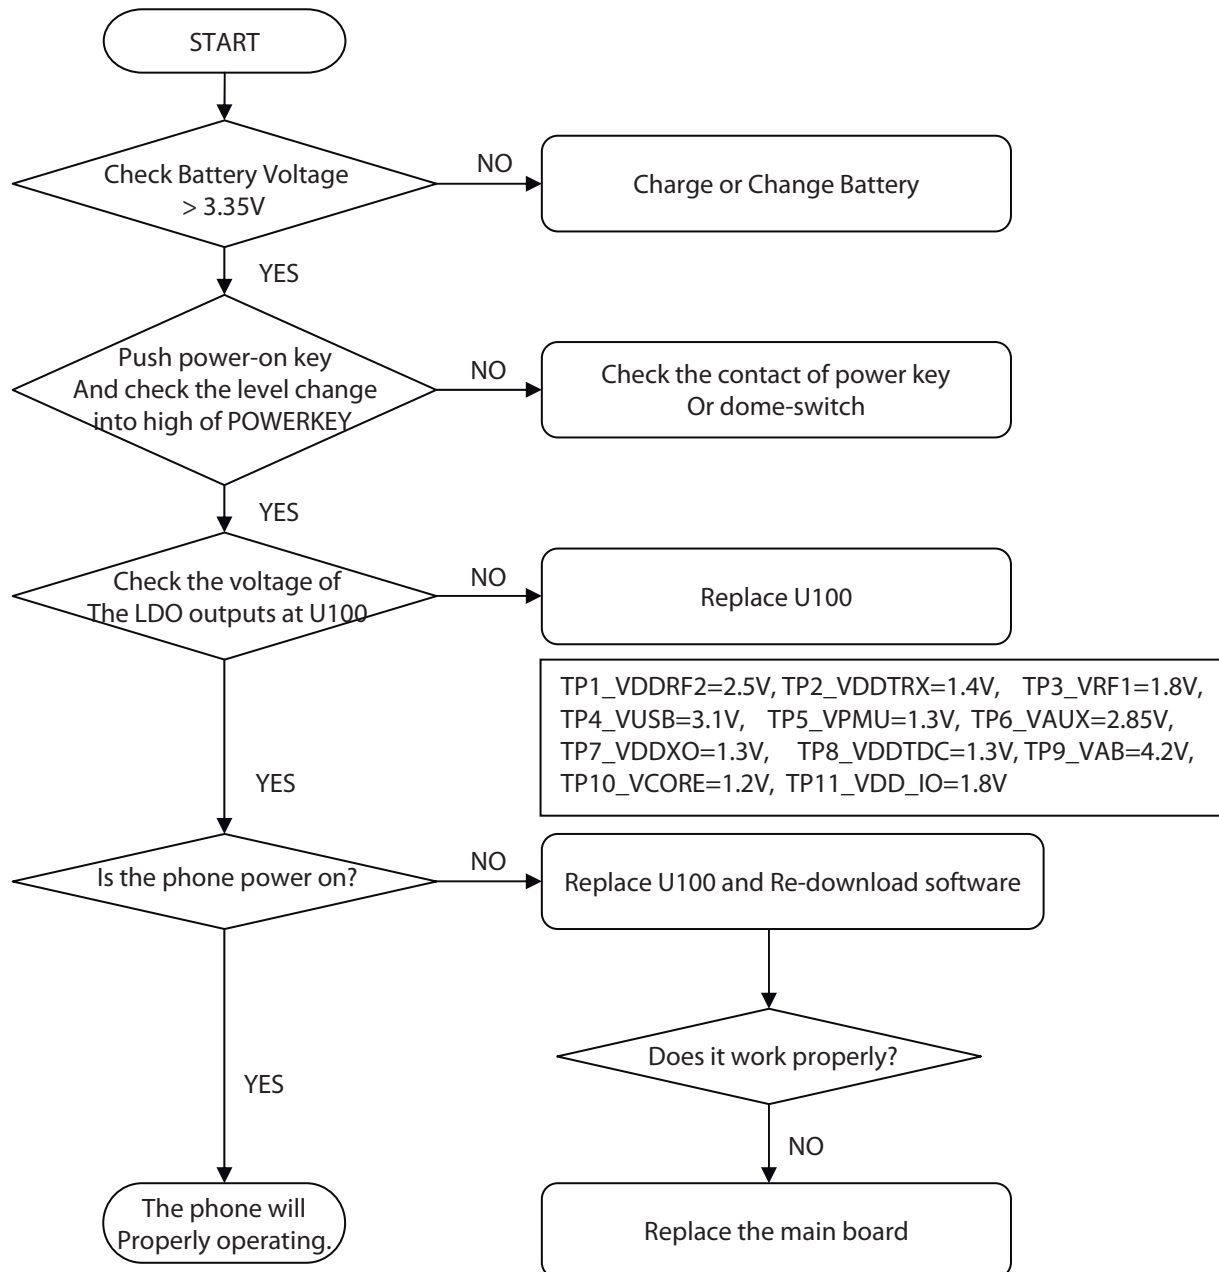 START
Check Battery Voltage
> 3.35V
NO
Charge or Change Battery
YES
Push power-on key
And check the level change
into high of POWERKEY
NO
Check the contact of power key
Or dome-switch
YES
Check the voltage of
The LDO outputs at U100
NO
Replace U100
TP1_VDDRF2=2.5V, TP2_VDDTRX=1.4V, TP3_VRF1=1.8V,
TP4_VUSB=3.1V, TP5_VPMU=1.3V, TP6_VAUX=2.85V,
TP7_VDDXO=1.3V, TP8_VDDTDC=1.3V, TP9_VAB=4.2V,
TP10_VCORE=1.2V, TP11_VDD_IO=1.8V
YES
Is the phone power on?
NO
Replace U100 and Re-download software
Does it work properly?
YES
NO
The phone will
Properly operating.
Replace the main board